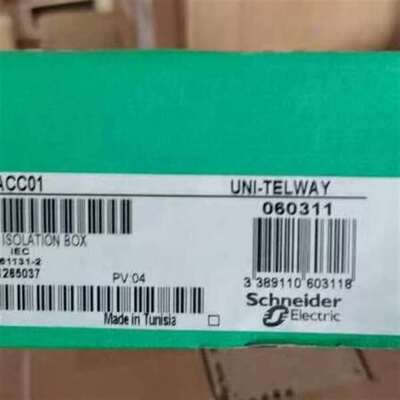 ACC01 UNI-TELWAY
060311
ISOLATION BOX
IEC
61131-2
1265037 PV:04
3 389110 603118
Schneider
Electric
Made in Tunisia